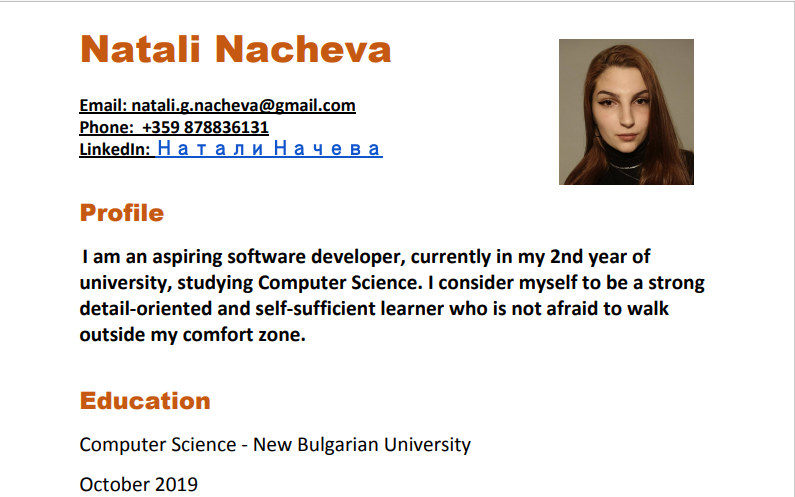 Natali Nacheva
Email: natali.g.nacheva@gmail.com
Phone:  +359 878836131
LinkedIn: Натали Начева
Profile
I am an aspiring software developer, currently in my 2nd year of
university, studying Computer Science. I consider myself to be a strong
detail-oriented and self-sufficient learner who is not afraid to walk
outside my comfort zone.
Education
Computer Science - New Bulgarian University
October 2019